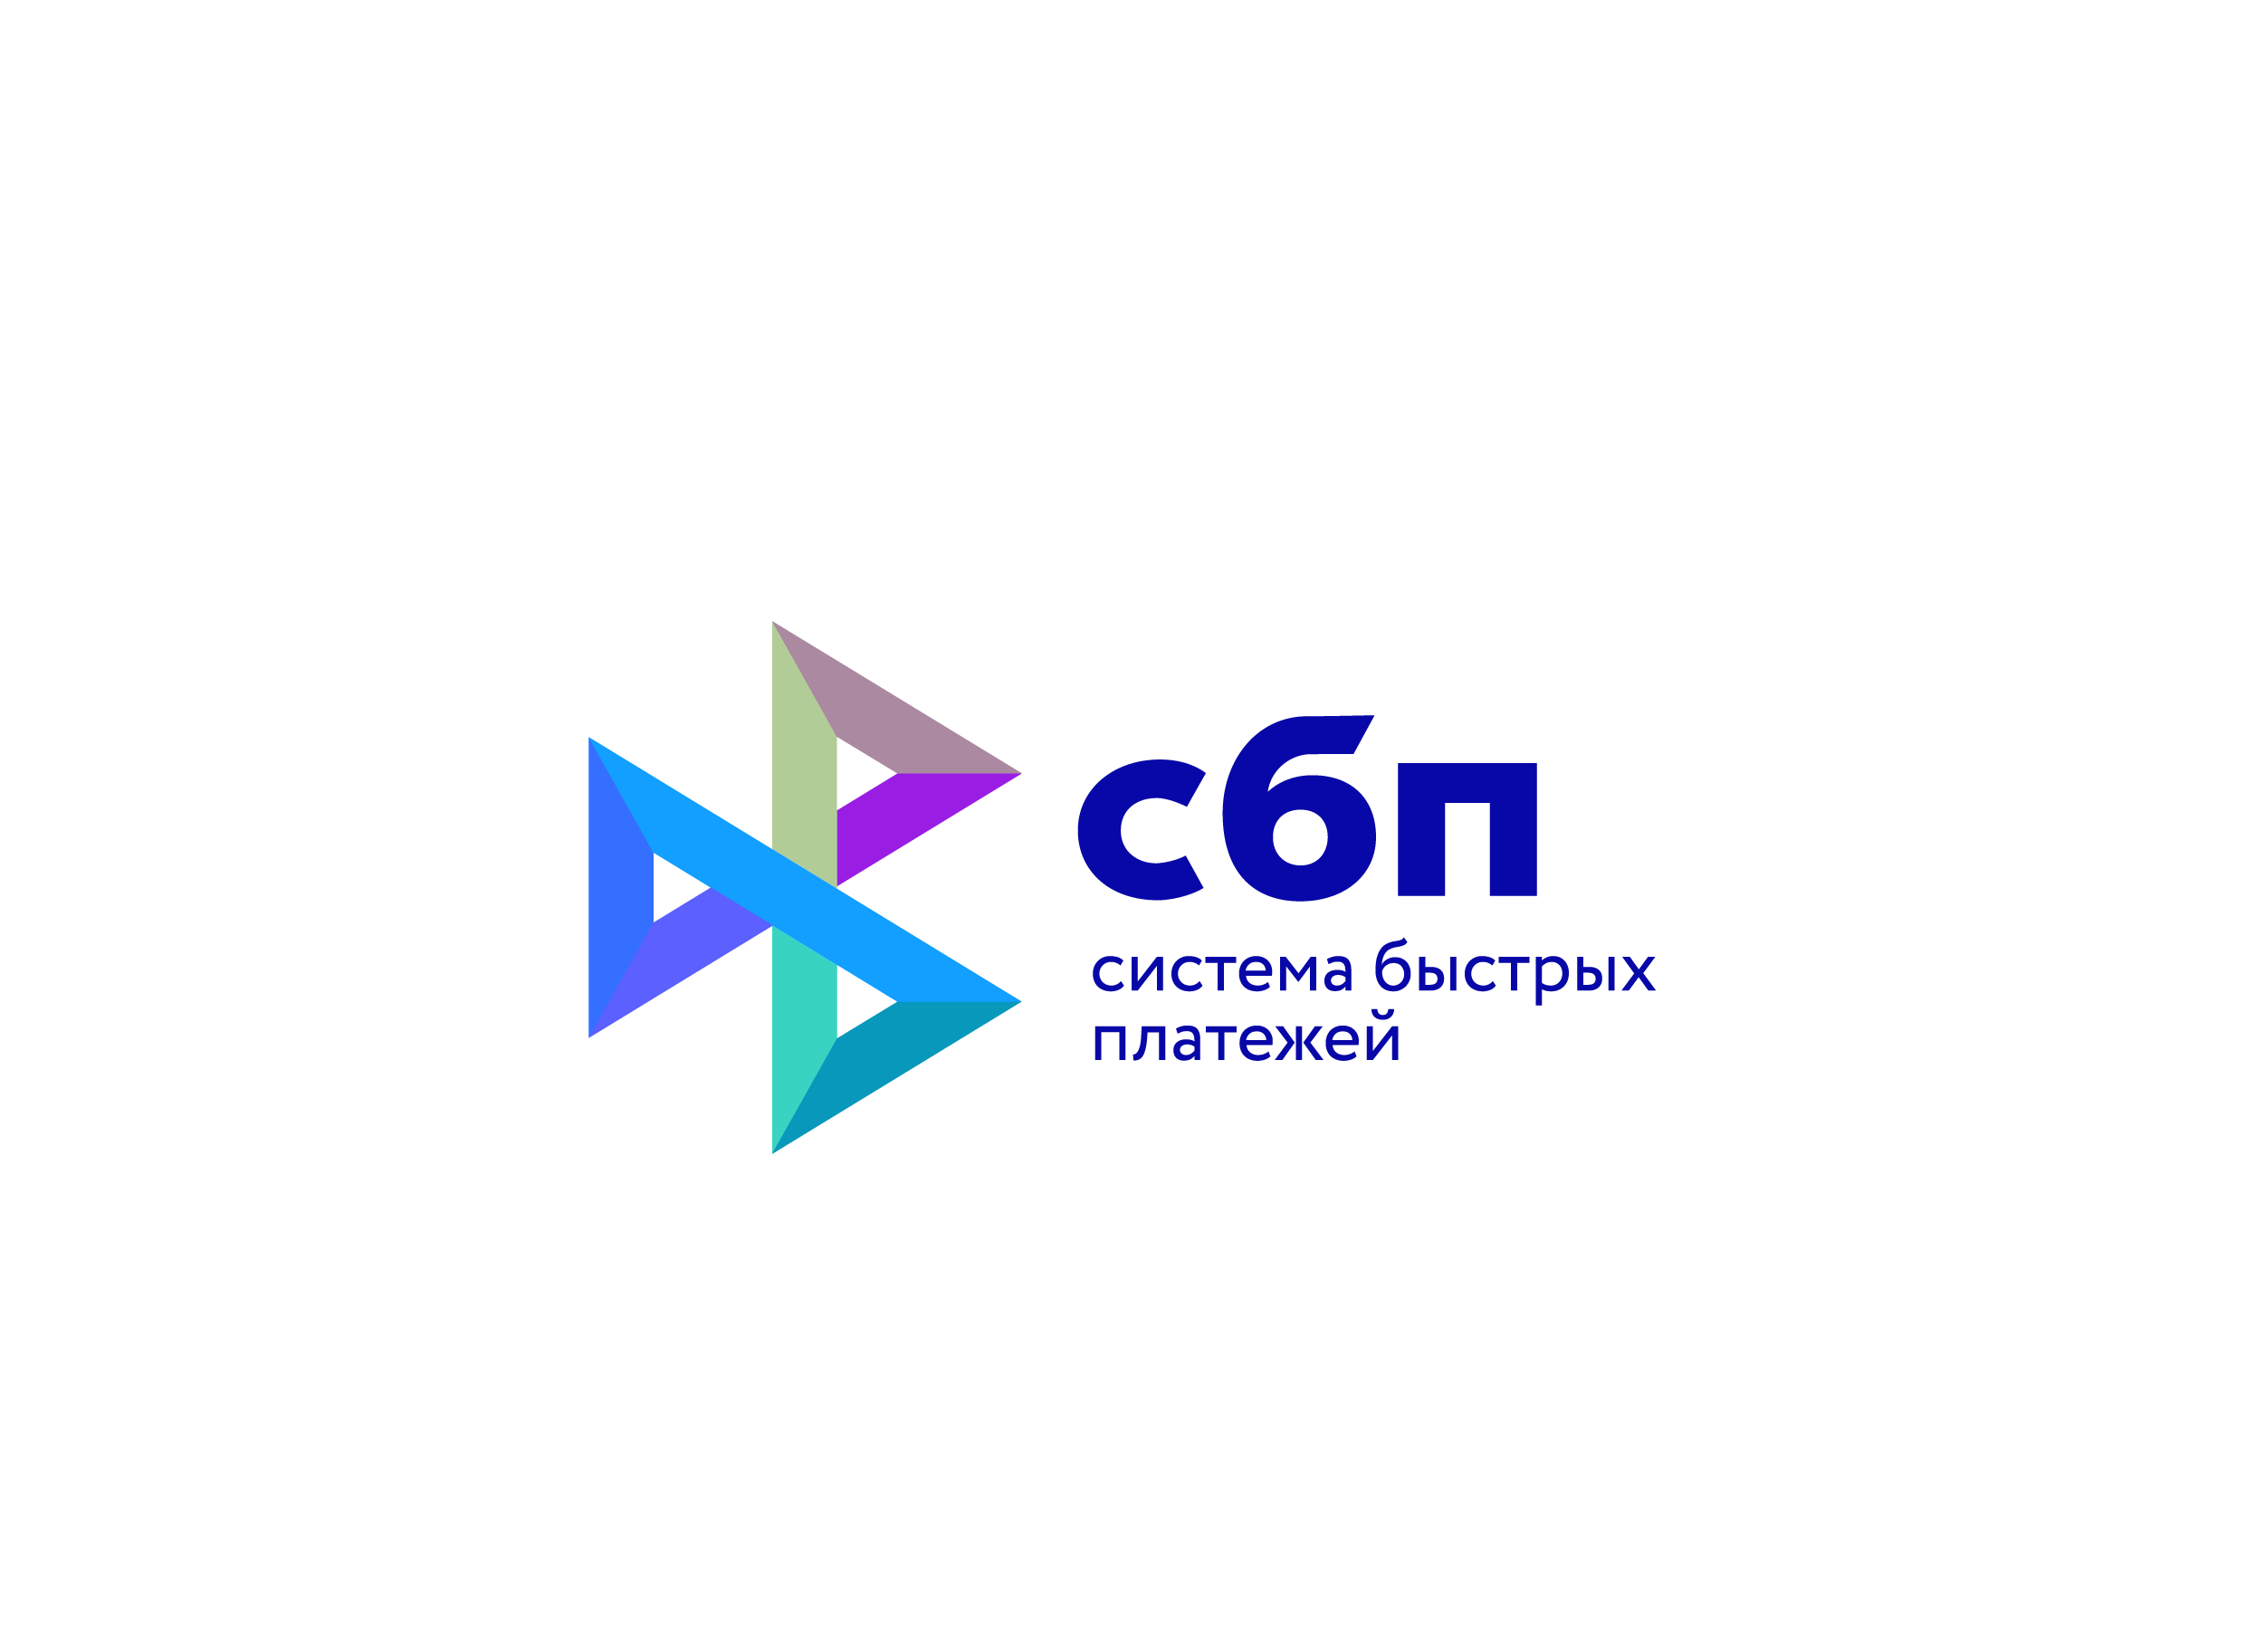 сбп
система быстрых
платежей